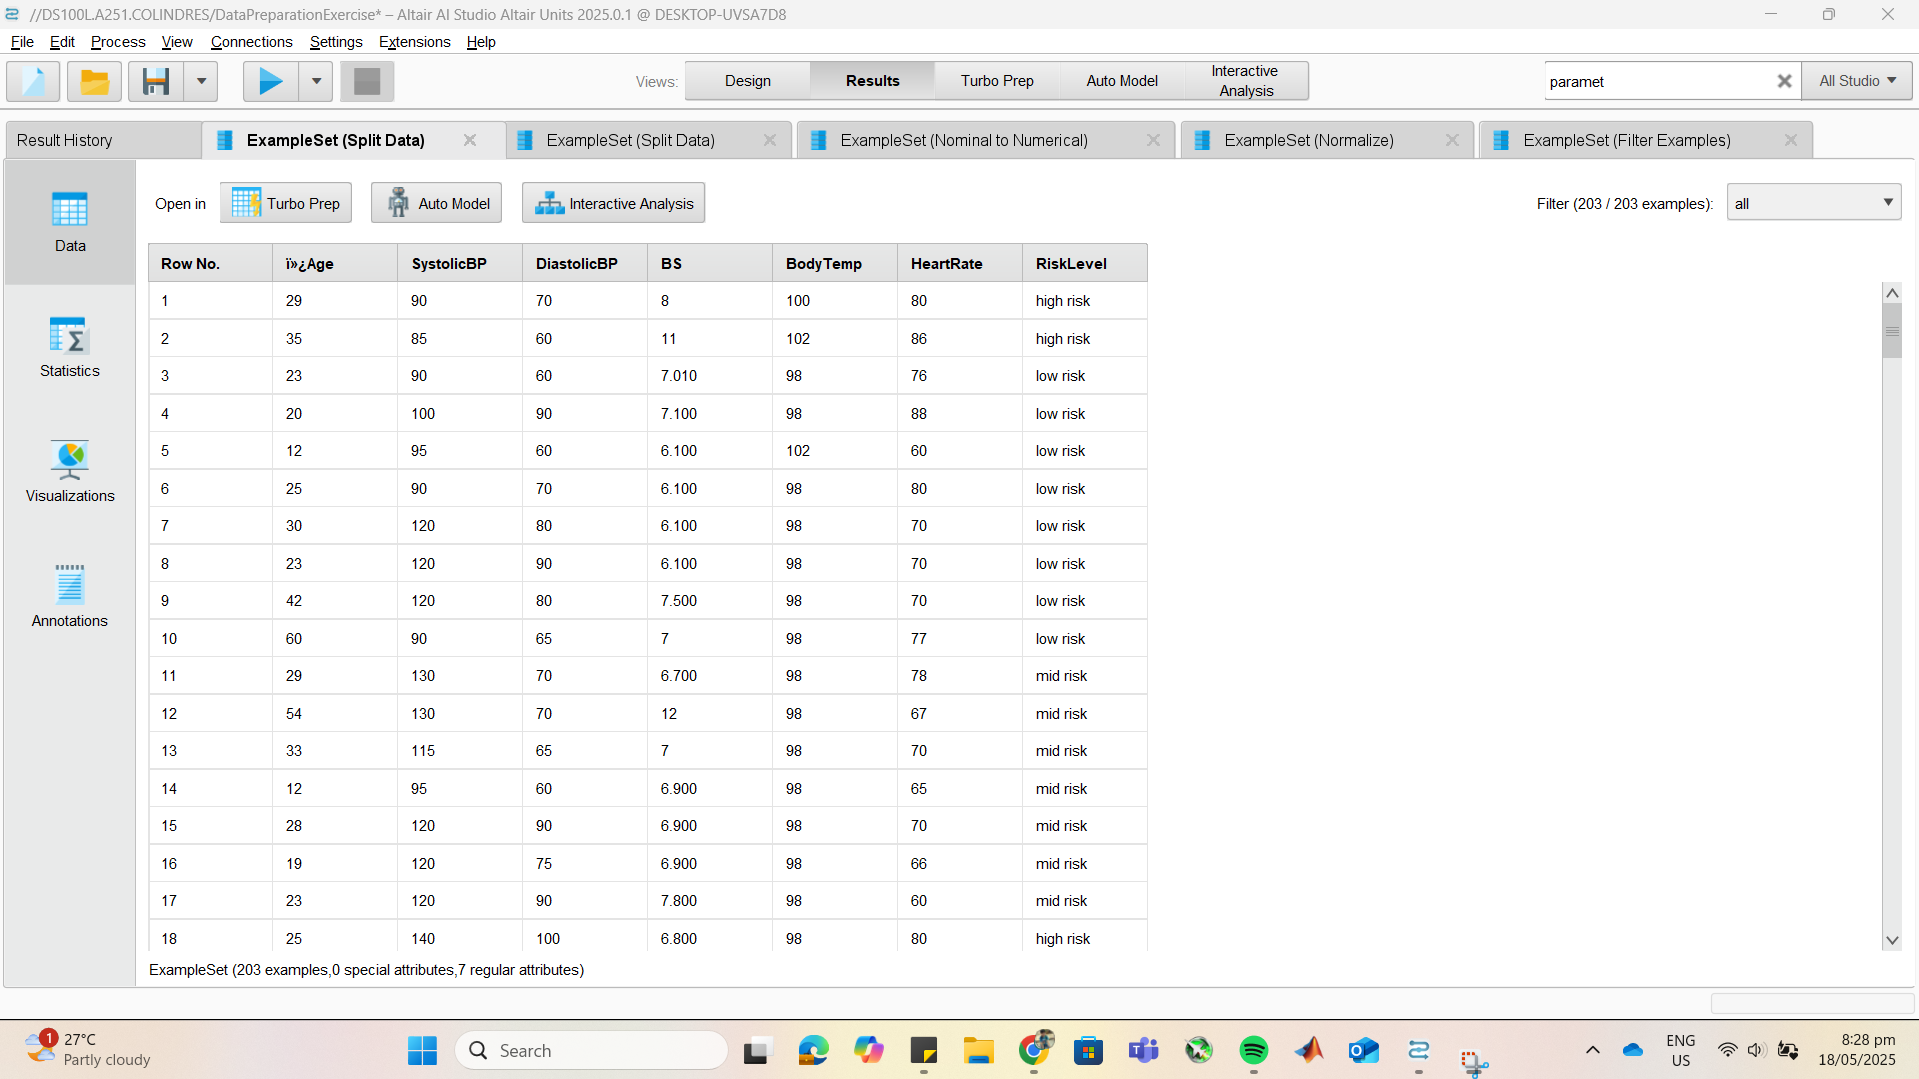 //DS100L.A251.COLINDRES/DataPreparationExercise* – Altair AI Studio Altair Units 2025.0.1 @ DESKTOP-UVSA7D8
File Edit Process View Connections Settings Extensions Help
Views: Design Results Turbo Prep Auto Model Interactive Analysis paramet All Studio
Result History ExampleSet (Split Data) ExampleSet (Split Data) ExampleSet (Nominal to Numerical) ExampleSet (Normalize) ExampleSet (Filter Examples)
Open in Turbo Prep Auto Model Interactive Analysis Filter (203 / 203 examples): all
Data
Statistics
Visualizations
Annotations
Row No. ï»¿Age SystolicBP DiastolicBP BS BodyTemp HeartRate RiskLevel
1 29 90 70 8 100 80 high risk
2 35 85 60 11 102 86 high risk
3 23 90 60 7.010 98 76 low risk
4 20 100 90 7.100 98 88 low risk
5 12 95 60 6.100 102 60 low risk
6 25 90 70 6.100 98 80 low risk
7 30 120 80 6.100 98 70 low risk
8 23 120 90 6.100 98 70 low risk
9 42 120 80 7.500 98 70 low risk
10 60 90 65 7 98 77 low risk
11 29 130 70 6.700 98 78 mid risk
12 54 130 70 12 98 67 mid risk
13 33 115 65 7 98 70 mid risk
14 12 95 60 6.900 98 65 mid risk
15 28 120 90 6.900 98 70 mid risk
16 19 120 75 6.900 98 66 mid risk
17 23 120 90 7.800 98 60 mid risk
18 25 140 100 6.800 98 80 high risk
ExampleSet (203 examples,0 special attributes,7 regular attributes)
1 27°C
Partly cloudy
Search
ENG
US
8:28 pm
18/05/2025